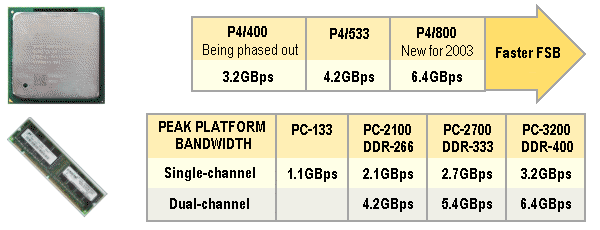 P4/400 P4/533 P4/800 Faster FSB
Being phased out New for 2003
3.2GBps 4.2GBps 6.4GBps
PEAK PLATFORM BANDWIDTH PC-133 PC-2100 DDR-266 PC-2700 DDR-333 PC-3200 DDR-400
Single-channel 1.1GBps 2.1GBps 2.7GBps 3.2GBps
Dual-channel 4.2GBps 5.4GBps 6.4GBps